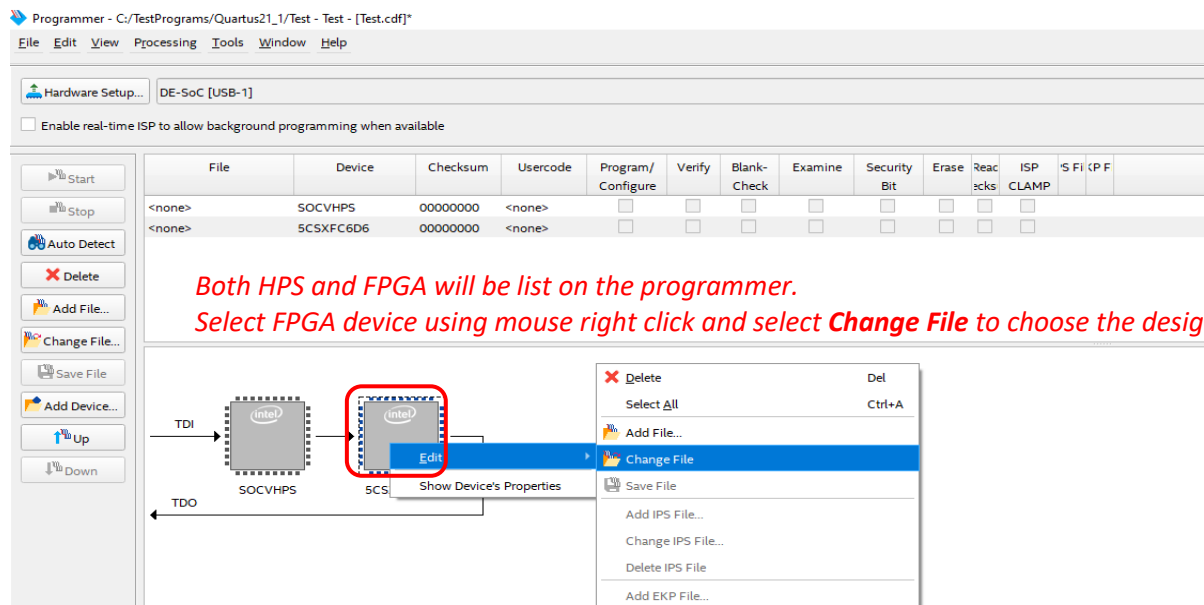 Programmer - C:/TestPrograms/Quartus21_1/Test - Test - [Test.cdf]*
File Edit View Processing Tools Window Help
Hardware Setup... DE-SoC [USB-1]
Enable real-time ISP to allow background programming when available
Start
Stop
Auto Detect
Delete
Add File...
Change File...
Save File
Add Device...
Up
Down
File Device Checksum Usercode Program/ Verify Blank- Examine Security Erase ISP
Configure Check Bit CLAMP
<none> SOCVHPS 00000000 <none>
<none> 5CSXFC6D6 00000000 <none>
Both HPS and FPGA will be list on the programmer.
Select FPGA device using mouse right click and select Change File to choose the desig
TDI
intel
intel
SOCVHPS
5CS
TDO
Edit
Show Device's Properties
Delete Del
Select All Ctrl+A
Add File...
Change File
Save File
Add IPS File...
Change IPS File...
Delete IPS File
Add EKP File...